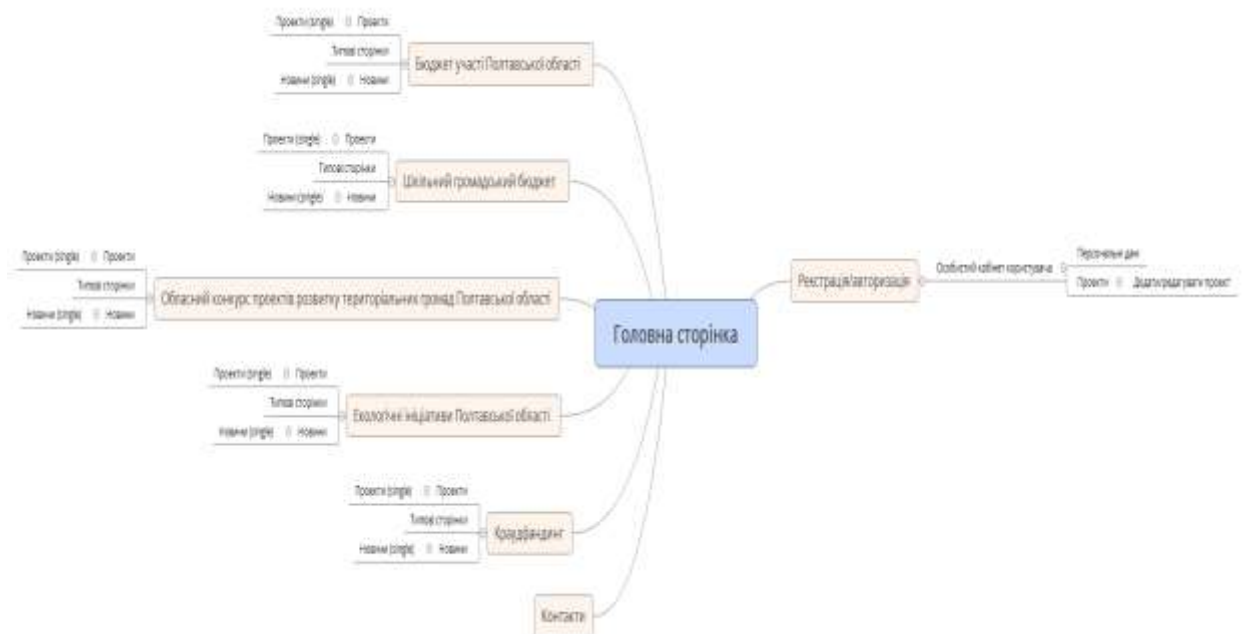 Проекти (single) Проекти
Типові сторінки
Новини (single) Новини
Бюджет участі Полтавської області
Проекти (single) Проекти
Типові сторінки
Новини (single) Новини
Шкільний громадський бюджет
Проекти (single) Проекти
Типові сторінки
Новини (single) Новини
Обласний конкурс проектів розвитку територіальних громад Полтавської області
Проекти (single) Проекти
Типові сторінки
Новини (single) Новини
Екологічні ініціативи Полтавської області
Проекти (single) Проекти
Типові сторінки
Новини (single) Новини
Краудфандинг
Контакти
Головна сторінка
Реєстрація/авторизація
Особистий кабінет користувача
Персональні дані
Проекти Додати/редагувати проект